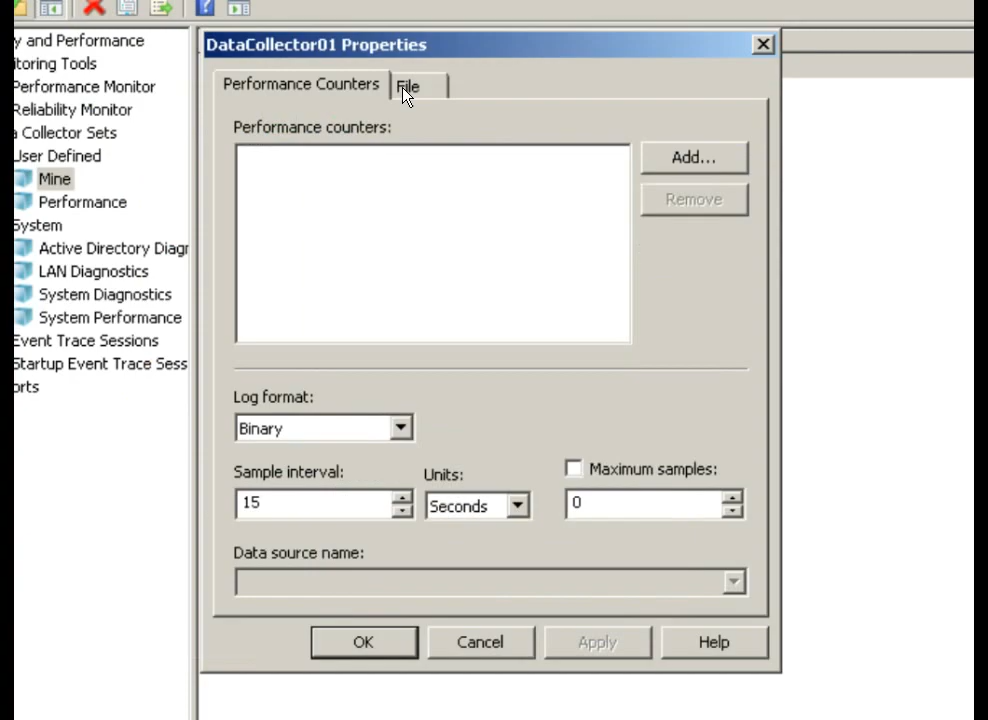 y and Performance
itoring Tools
Performance Monitor
Reliability Monitor
a Collector Sets
User Defined
Mine
Performance
System
Active Directory Diagr
LAN Diagnostics
System Diagnostics
System Performance
Event Trace Sessions
Startup Event Trace Sess
orts
DataCollector01 Properties
Performance Counters
File
Performance counters:
Add...
Remove
Log format:
Binary
Sample interval:
Units:
Maximum samples:
15
Seconds
0
Data source name:
OK
Cancel
Apply
Help